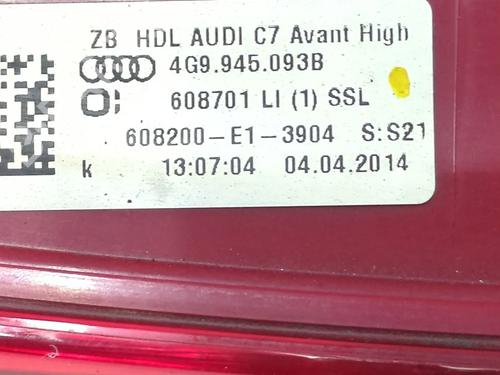 ZB HDL AUDI C7 Avant High
4G9.945.093B
608701 LI (1) SSL
608200-E1-3904 S:S21
k 13:07:04 04.04.2014